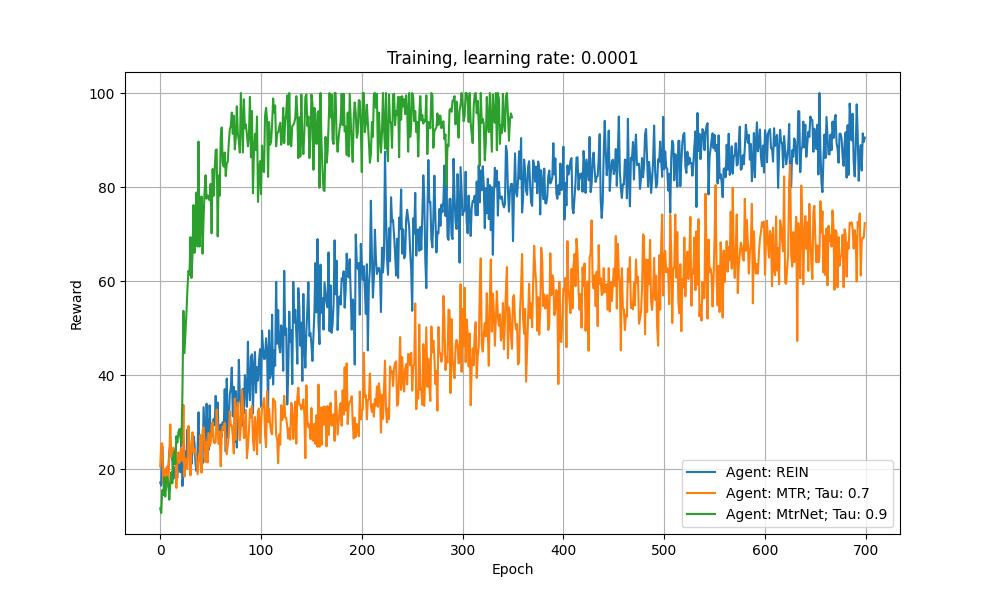 Training, learning rate: 0.0001
Reward
100
80
60
40
20
0 100 200 300 400 500 600 700
Epoch
Agent: REIN
Agent: MTR; Tau: 0.7
Agent: MtrNet; Tau: 0.9